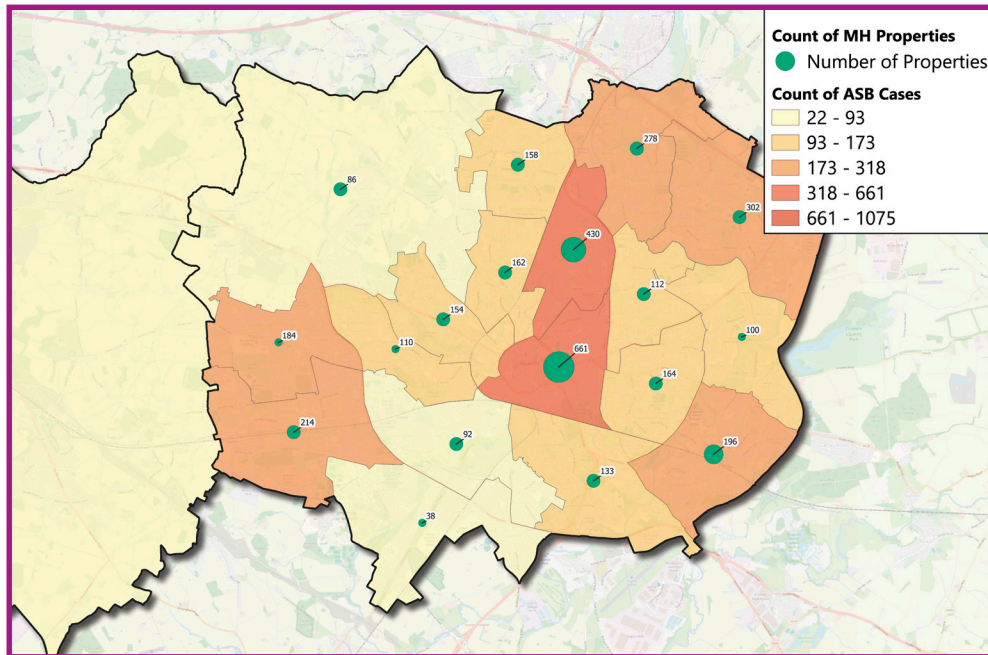 Count of MH Properties
Number of Properties
Count of ASB Cases
22 - 93
93 - 173
173 - 318
318 - 661
661 - 1075
158
278
86
302
430
162
112
154
100
184
110
661
164
214
92
196
133
38